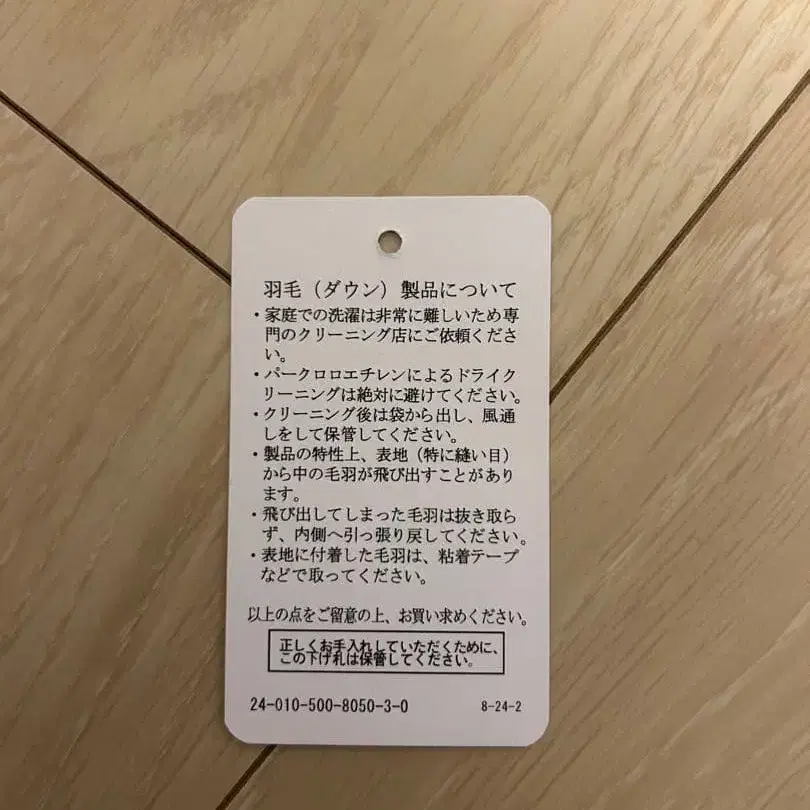 羽毛（ダウン）製品について
・家庭での洗濯は非常に難しいため専
門のクリーニング店にご依頼くださ
い。
・パークロロエチレンによるドライク
リーニングは絶対に避けてください。
・クリーニング後は袋から出し、風通
しをして保管してください。
・製品の特性上、表地（特に縫い目）
から中の毛羽が飛び出すことがあり
ます。
・飛び出してしまった毛羽は抜き取ら
ず、内側へ引っ張り戻してください。
・表地に付着した毛羽は、粘着テープ
などで取ってください。
以上の点をご留意の上、お買い求めください。
正しくお手入れしていただくために、
この下げ札は保管してください。
24-010-500-8050-3-0 8-24-2